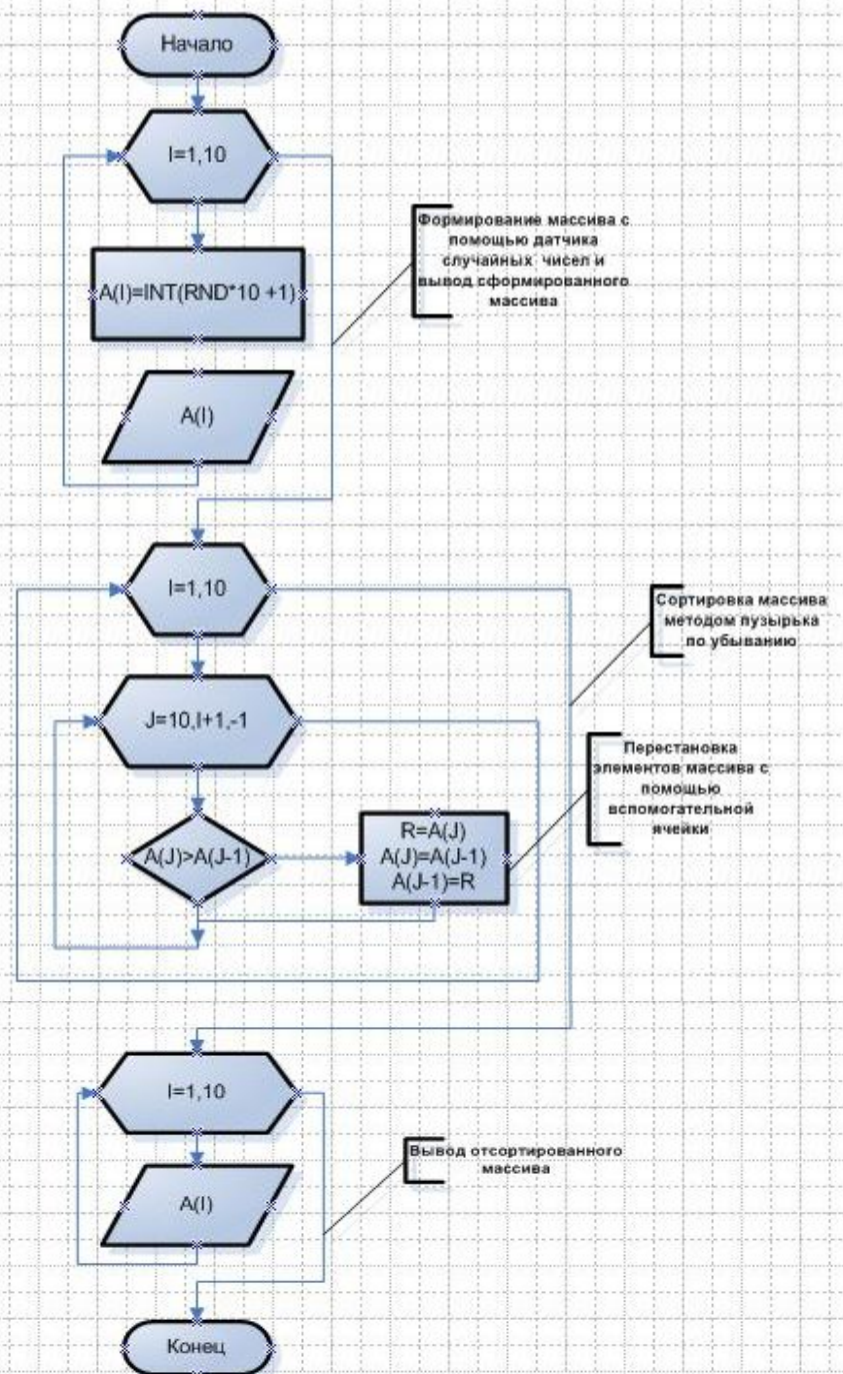 Начало
I=1,10
Формирование массива с
помощью датчика
случайных чисел и
вывод сформированного
массива
A(I)=INT(RND*10 +1)
A(I)
I=1,10
Сортировка массива
методом пузырька
по убыванию
J=10,I+1,-1
Перестановка
элементов массива с
помощью
вспомогательной
ячейки
A(J)>A(J-1)
R=A(J)
A(J)=A(J-1)
A(J-1)=R
I=1,10
Вывод отсортированного
массива
A(I)
Конец